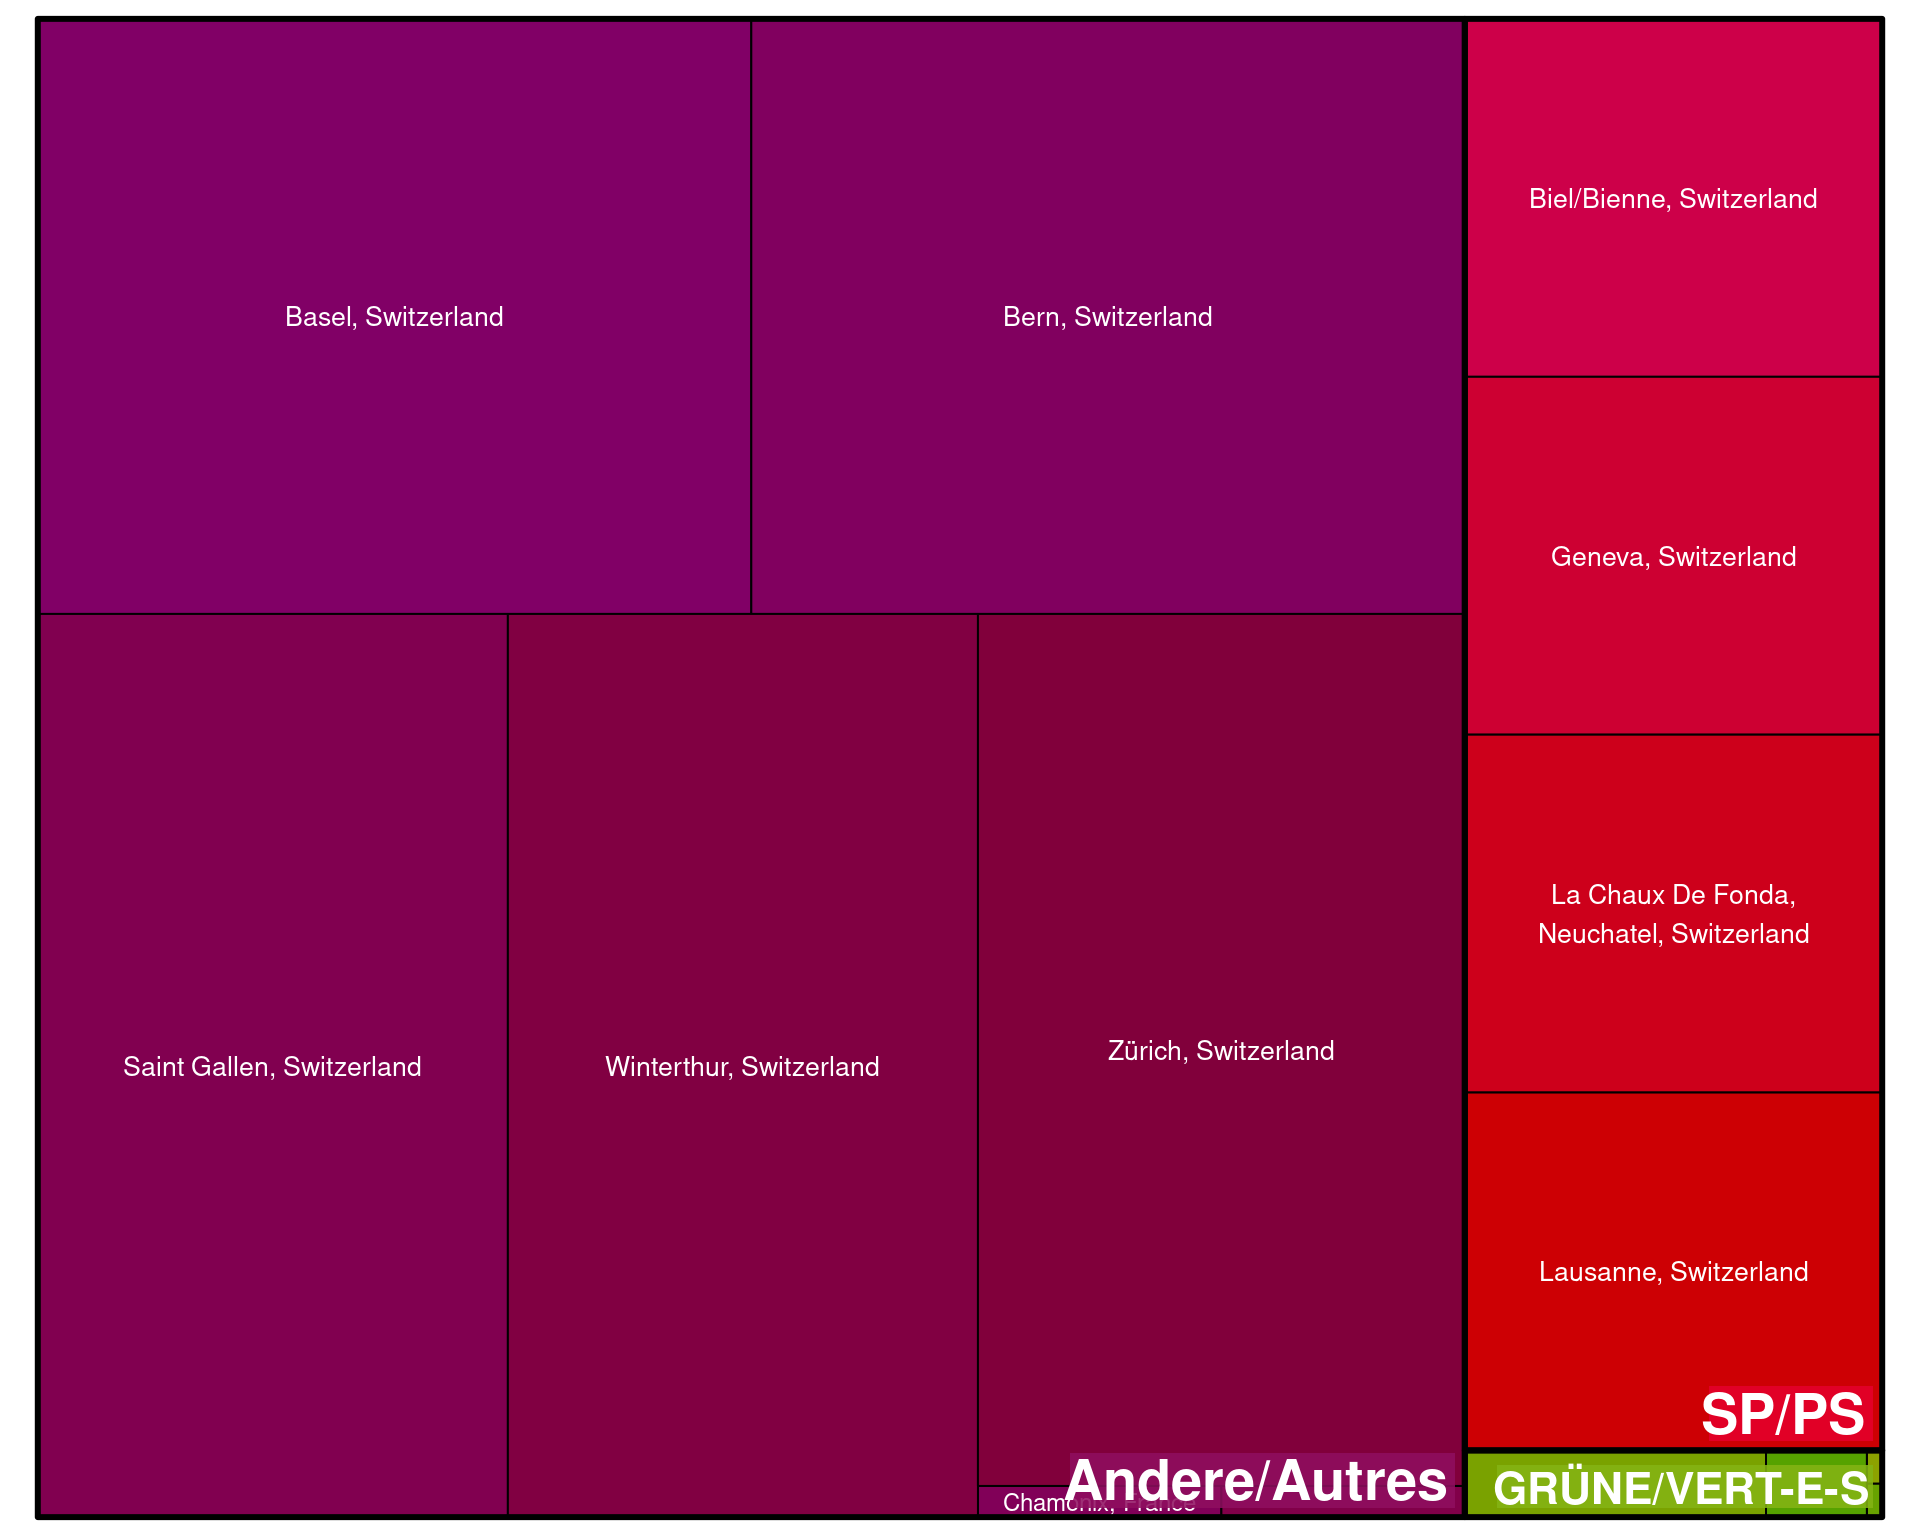 Basel, Switzerland
Bern, Switzerland
Biel/Bienne, Switzerland
Geneva, Switzerland
La Chaux De Fonda,
Neuchatel, Switzerland
Saint Gallen, Switzerland
Winterthur, Switzerland
Zürich, Switzerland
Lausanne, Switzerland
SP/PS
Andere/Autres
Chamonix, France
GRÜNE/VERT-E-S